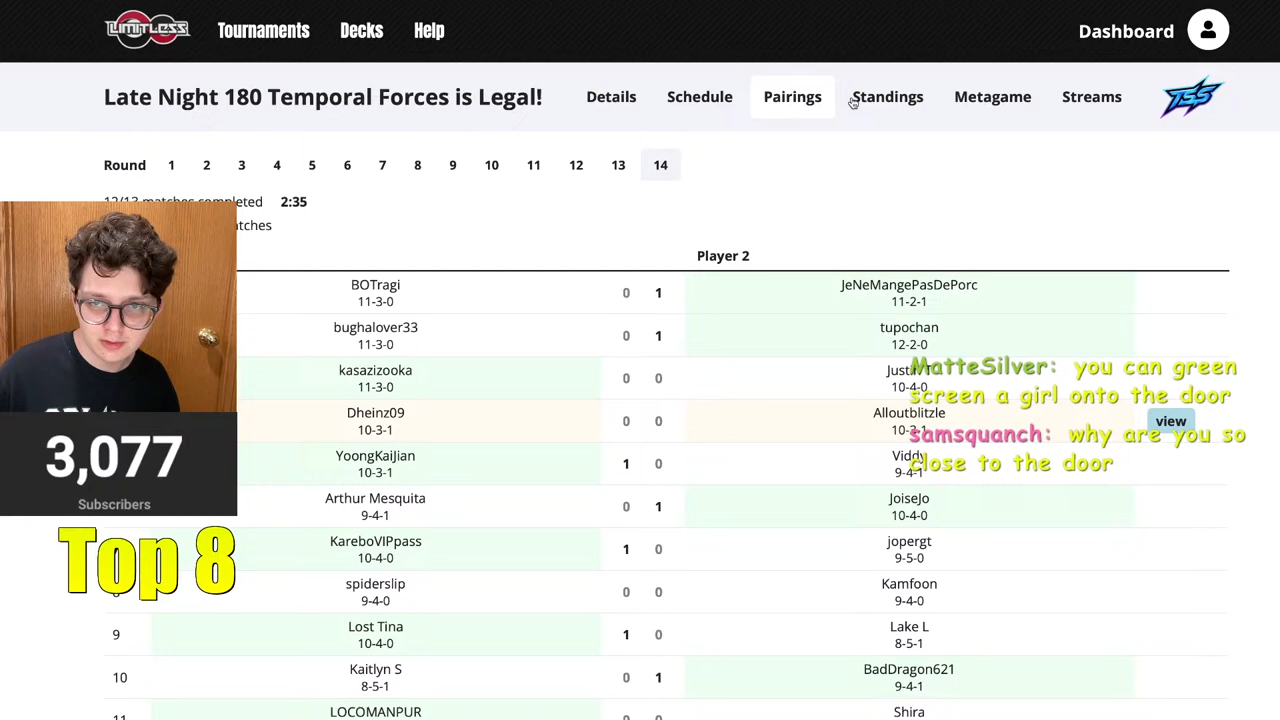 LIMITLESS Tournaments Decks Help Dashboard
Late Night 180 Temporal Forces is Legal! Details Schedule Pairings Standings Metagame Streams TSS
Round 1 2 3 4 5 6 7 8 9 10 11 12 13 14
12/13 matches completed 2:35
Player 2
BOTragi 0 1 JeNeMangePasDePorc
11-3-0 11-2-1
bughalover33 0 1 tupochan
11-3-0 12-2-0
kasazizooka 0 0
11-3-0 10-4-0
MatteSilver: you can green
screen a girl onto the door
Dheinz09 0 0 Alloutblitzle view
10-3-1
samsquanch: why are you so
close to the door
YoongKaiJian 1 0 Viddy
10-3-1 9-4-1
3,077
Subscribers
Arthur Mesquita 0 1 JoiseJo
9-4-1 10-4-0
Top 8
KareboVIPpass 1 0 jopergt
10-4-0 9-5-0
spiderslip 0 0 Kamfoon
9-4-0 9-4-0
9 Lost Tina 1 0 Lake L
10-4-0 8-5-1
10 Kaitlyn S 0 1 BadDragon621
8-5-1 9-4-1
LOCOMANPUR Shira